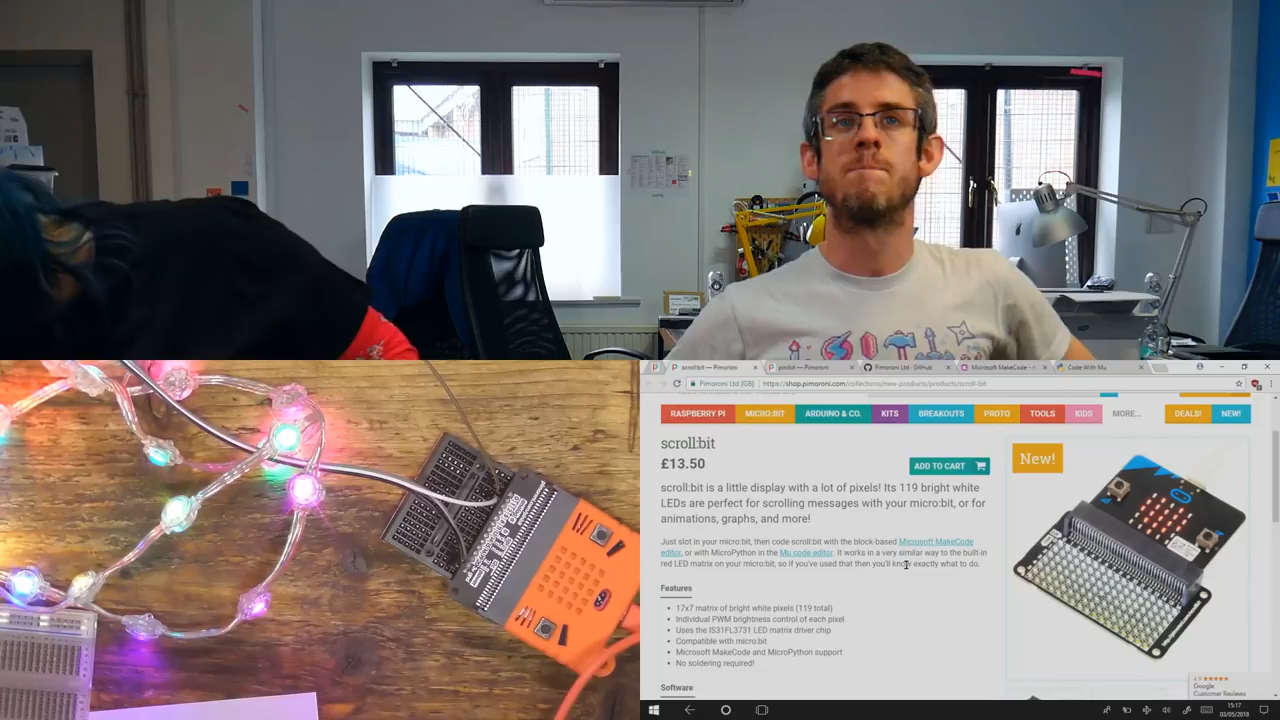 scroll:bit — Pimoroni
pin:bit — Pimoroni
Pimoroni Ltd · GitHub
Microsoft MakeCode
Code With Mu
Pimoroni Ltd [GB]
https://shop.pimoroni.com/collections/new-products/products/scroll-bit
RASPBERRY PI
MICRO:BIT
ARDUINO & CO.
KITS
BREAKOUTS
PROTO
TOOLS
KIDS
MORE...
DEALS!
NEW!
scroll:bit
£13.50
ADD TO CART
New!
scroll:bit is a little display with a lot of pixels! Its 119 bright white
LEDs are perfect for scrolling messages with your micro:bit, or for
animations, graphs, and more!
Just slot in your micro:bit, then code scroll:bit with the block-based Microsoft MakeCode
editor, or with MicroPython in the Mu code editor. It works in a very similar way to the built-in
red LED matrix on your micro:bit, so if you've used that then you'll know exactly what to do.
Features
17x7 matrix of bright white pixels (119 total)
Individual PWM brightness control of each pixel
Uses the IS31FL3731 LED matrix driver chip
Compatible with micro:bit
Microsoft MakeCode and MicroPython support
No soldering required!
Software
4.9
Google
Customer Reviews
15:17
03/05/2018